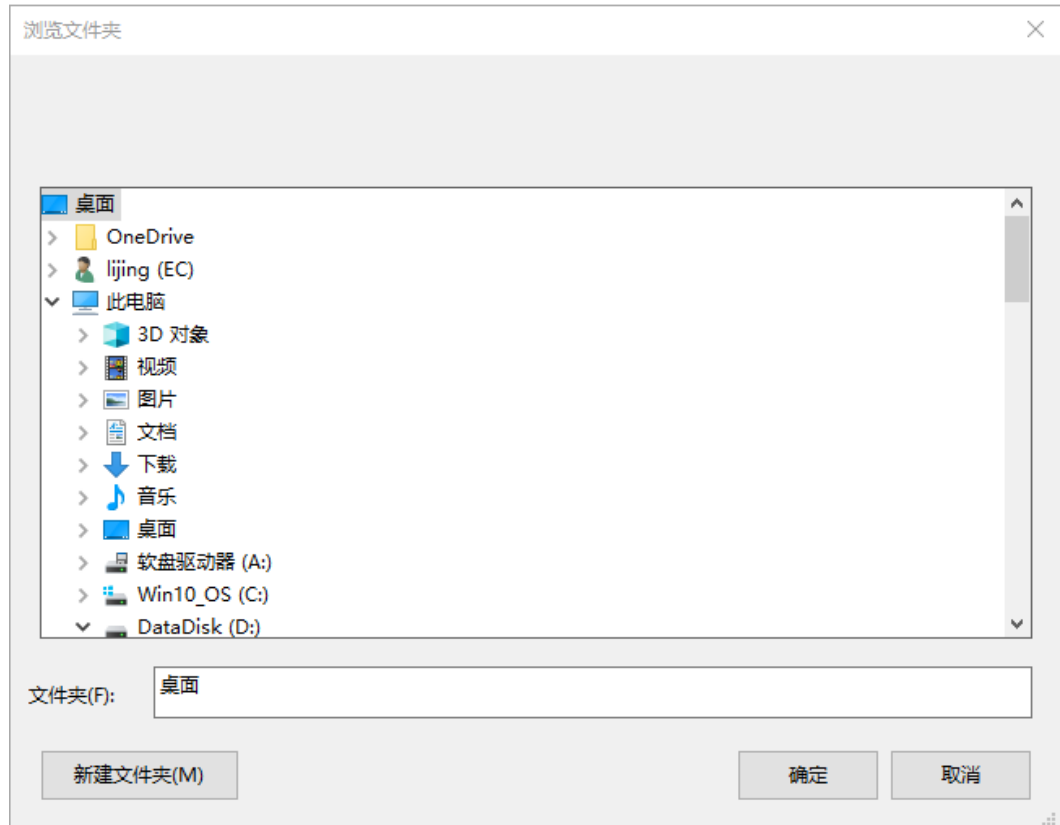 浏览文件夹
桌面
OneDrive
lijing (EC)
此电脑
3D 对象
视频
图片
文档
下载
音乐
桌面
软盘驱动器 (A:)
Win10_OS (C:)
DataDisk (D:)
文件夹(F):
桌面
新建文件夹(M)
确定
取消